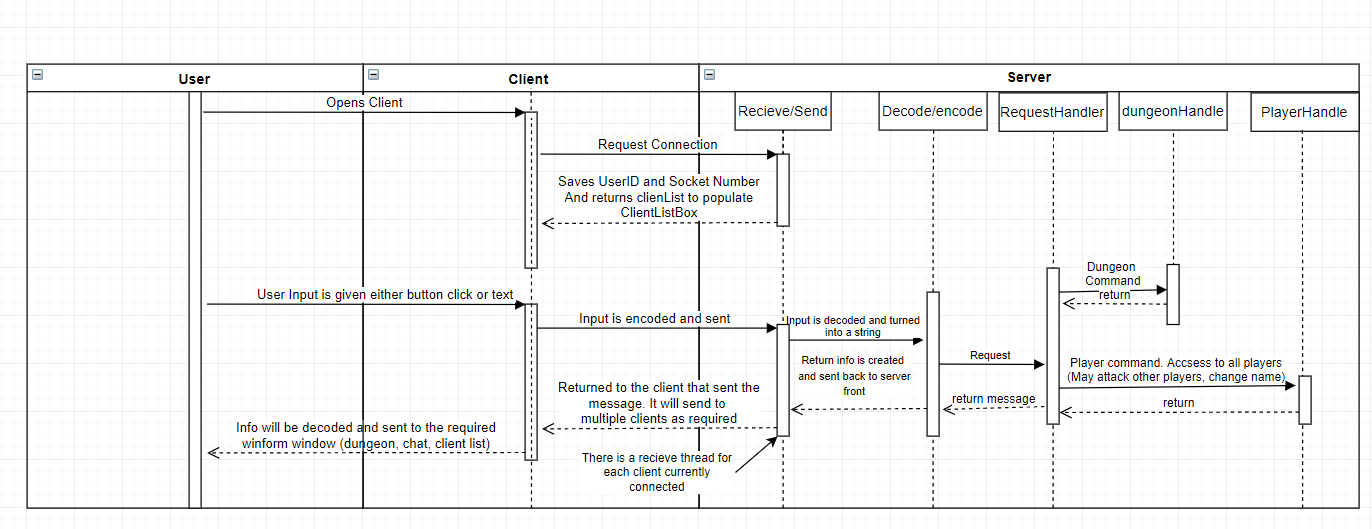 User
Client
Server
Recieve/Send
Decode/encode
RequestHandler
dungeonHandle
PlayerHandle
Opens Client
Request Connection
Saves UserID and Socket Number
And returns clienList to populate
ClientListBox
Dungeon
Command
return
User Input is given either button click or text
Input is encoded and sent
Input is decoded and turned
into a string
Return info is created
and sent back to server
front
Request
Player command. Accsess to all players
(May attack other players, change name)
return message
return
Returned to the client that sent the
message. It will send to
multiple clients as required
Info will be decoded and sent to the required
winform window (dungeon, chat, client list)
There is a recieve thread for
each client currently
connected